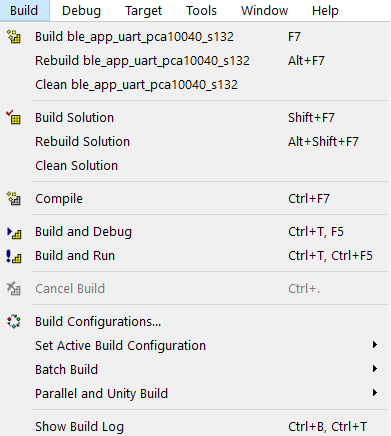 Build Debug Target Tools Window Help
Build ble_app_uart_pca10040_s132 F7
Rebuild ble_app_uart_pca10040_s132 Alt+F7
Clean ble_app_uart_pca10040_s132
Build Solution Shift+F7
Rebuild Solution Alt+Shift+F7
Clean Solution
Compile Ctrl+F7
Build and Debug Ctrl+T, F5
Build and Run Ctrl+T, Ctrl+F5
Cancel Build Ctrl+.
Build Configurations...
Set Active Build Configuration
Batch Build
Parallel and Unity Build
Show Build Log Ctrl+B, Ctrl+T